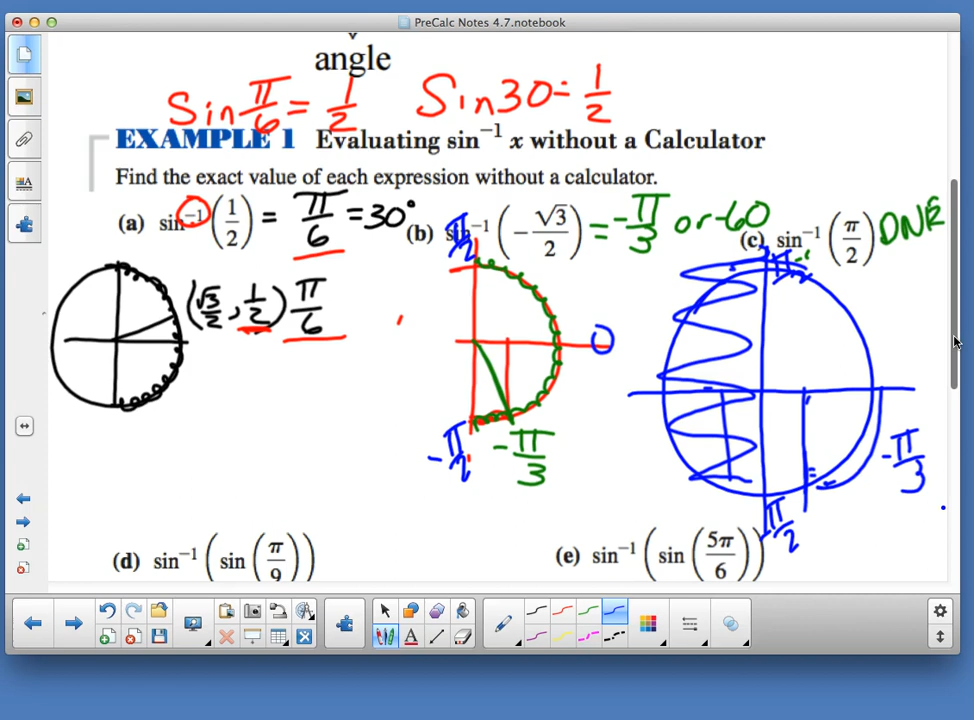 PreCalc Notes 4.7.notebook
angle
Sin π/6 = 1/2 Sin 30 = 1/2
EXAMPLE 1 Evaluating sin⁻¹ x without a Calculator
Find the exact value of each expression without a calculator.
(a) sin⁻¹ (1/2) = π/6 = 30° (b) sin⁻¹ (-√3/2) = -π/3 or -60 (c) sin⁻¹ (π/2) DNE
(√3/2, 1/2) π/6
π/2
0
-π/2
-π/3
π/2
-π/3
-π/2
(d) sin⁻¹ (sin (π/9)) (e) sin⁻¹ (sin (5π/6))
A